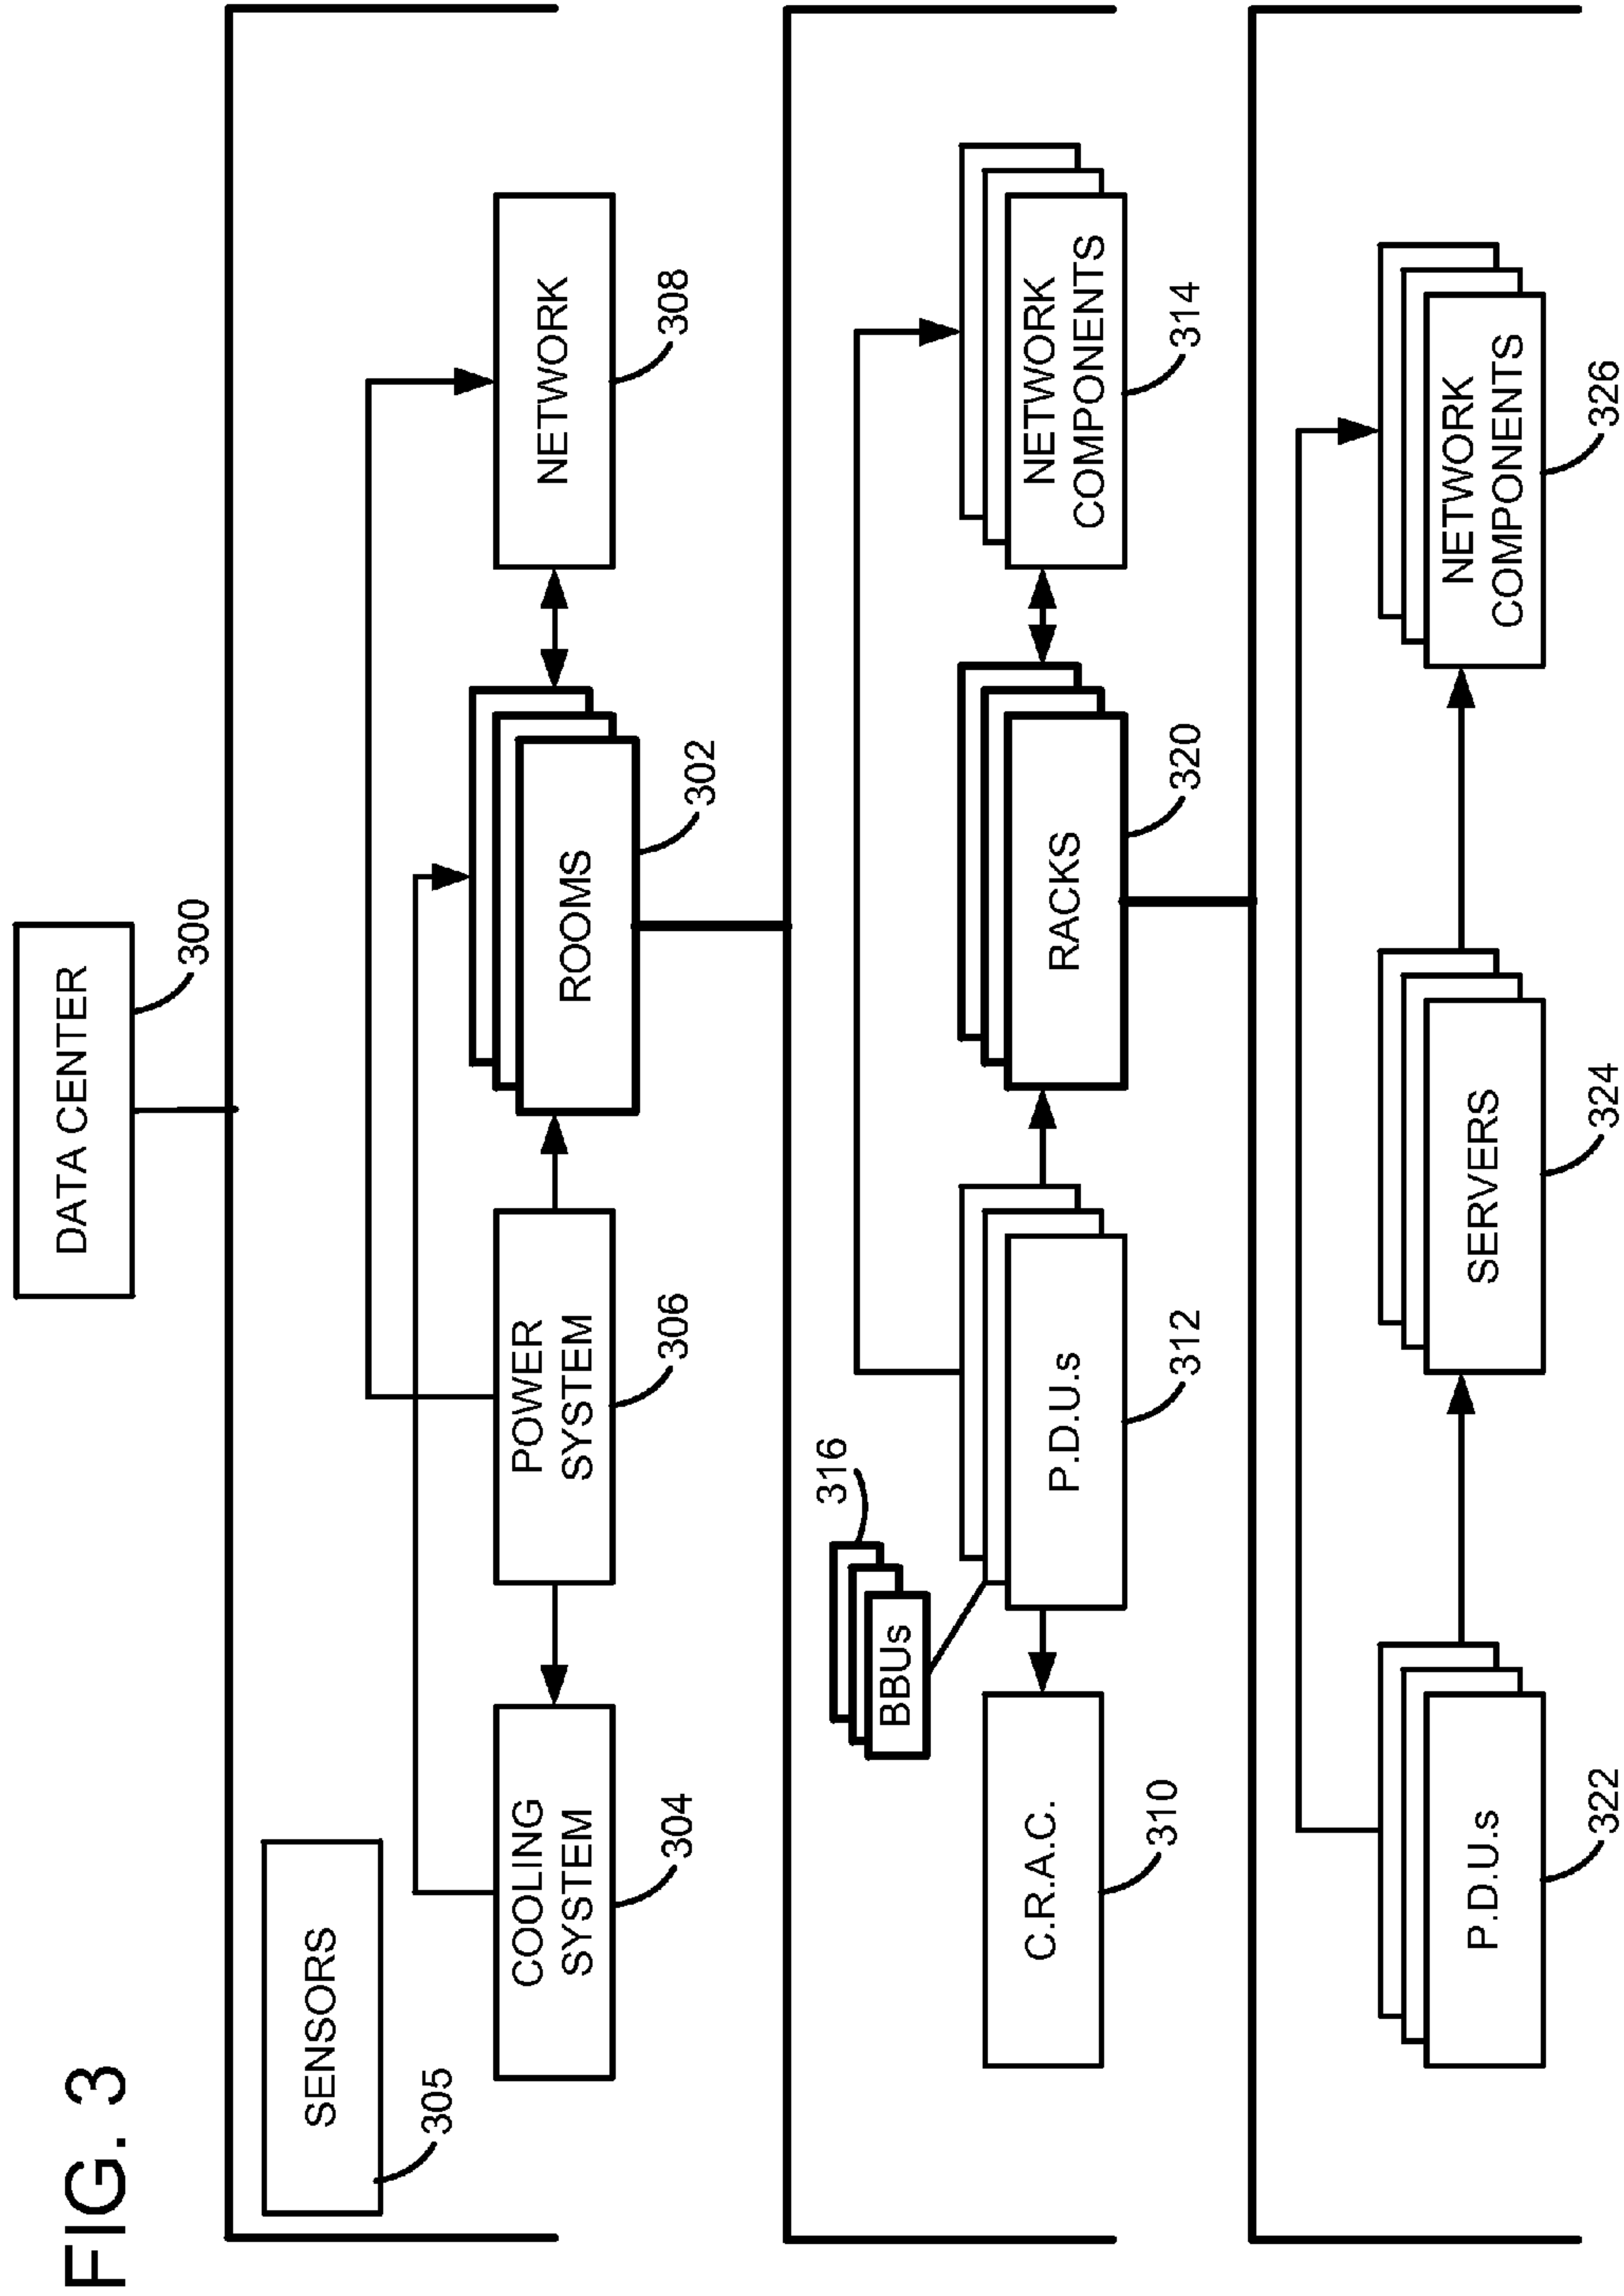 FIG. 3
DATA CENTER
300
SENSORS
305
COOLING
SYSTEM
304
POWER
SYSTEM
306
ROOMS
302
NETWORK
308
BBUs
316
C.R.A.C.
310
P.D.U.s
312
RACKS
320
NETWORK
COMPONENTS
314
P.D.U.s
322
SERVERS
324
NETWORK
COMPONENTS
326